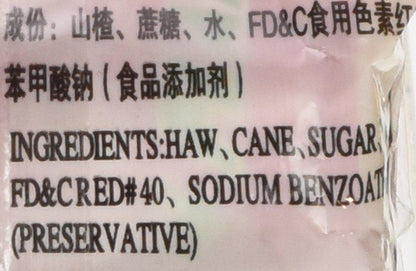 成份：山楂、蔗糖、水、FD&C食用色素红
苯甲酸钠（食品添加剂）
INGREDIENTS:HAW、CANE、SUGAR、
FD&CRED#40、SODIUM BENZOAT
(PRESERVATIVE)